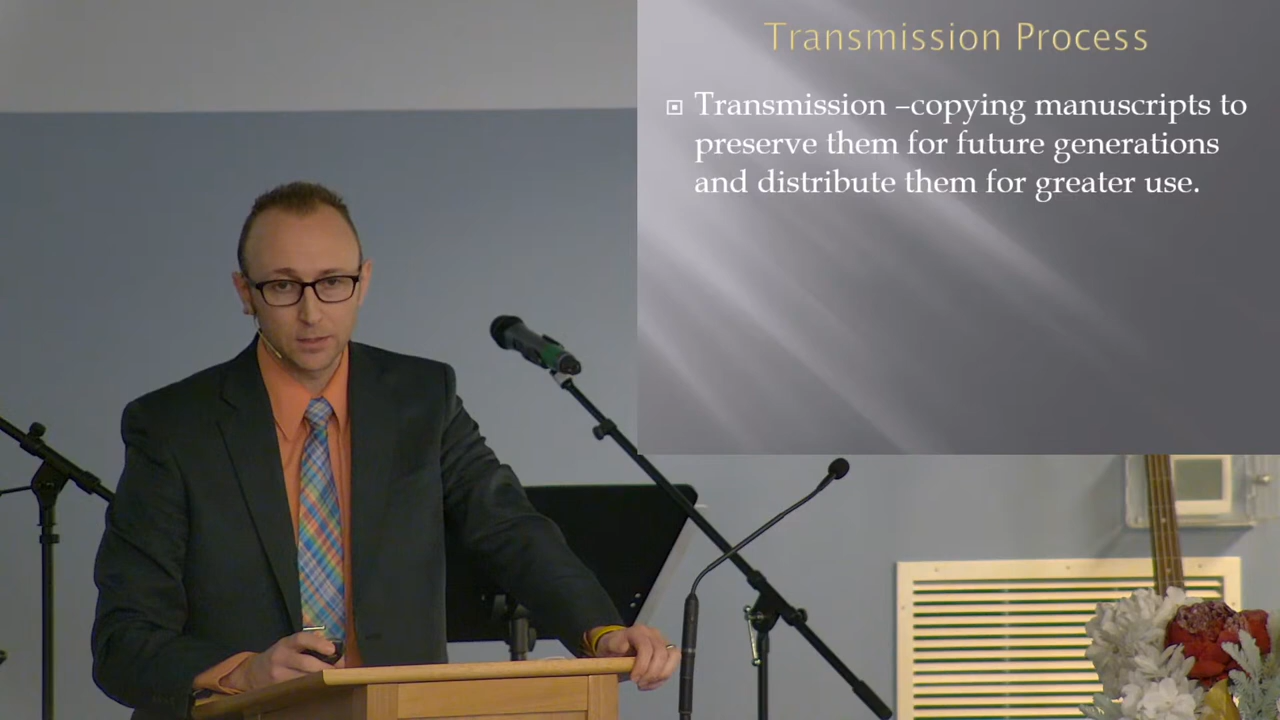 Transmission Process
Transmission –copying manuscripts to
preserve them for future generations
and distribute them for greater use.